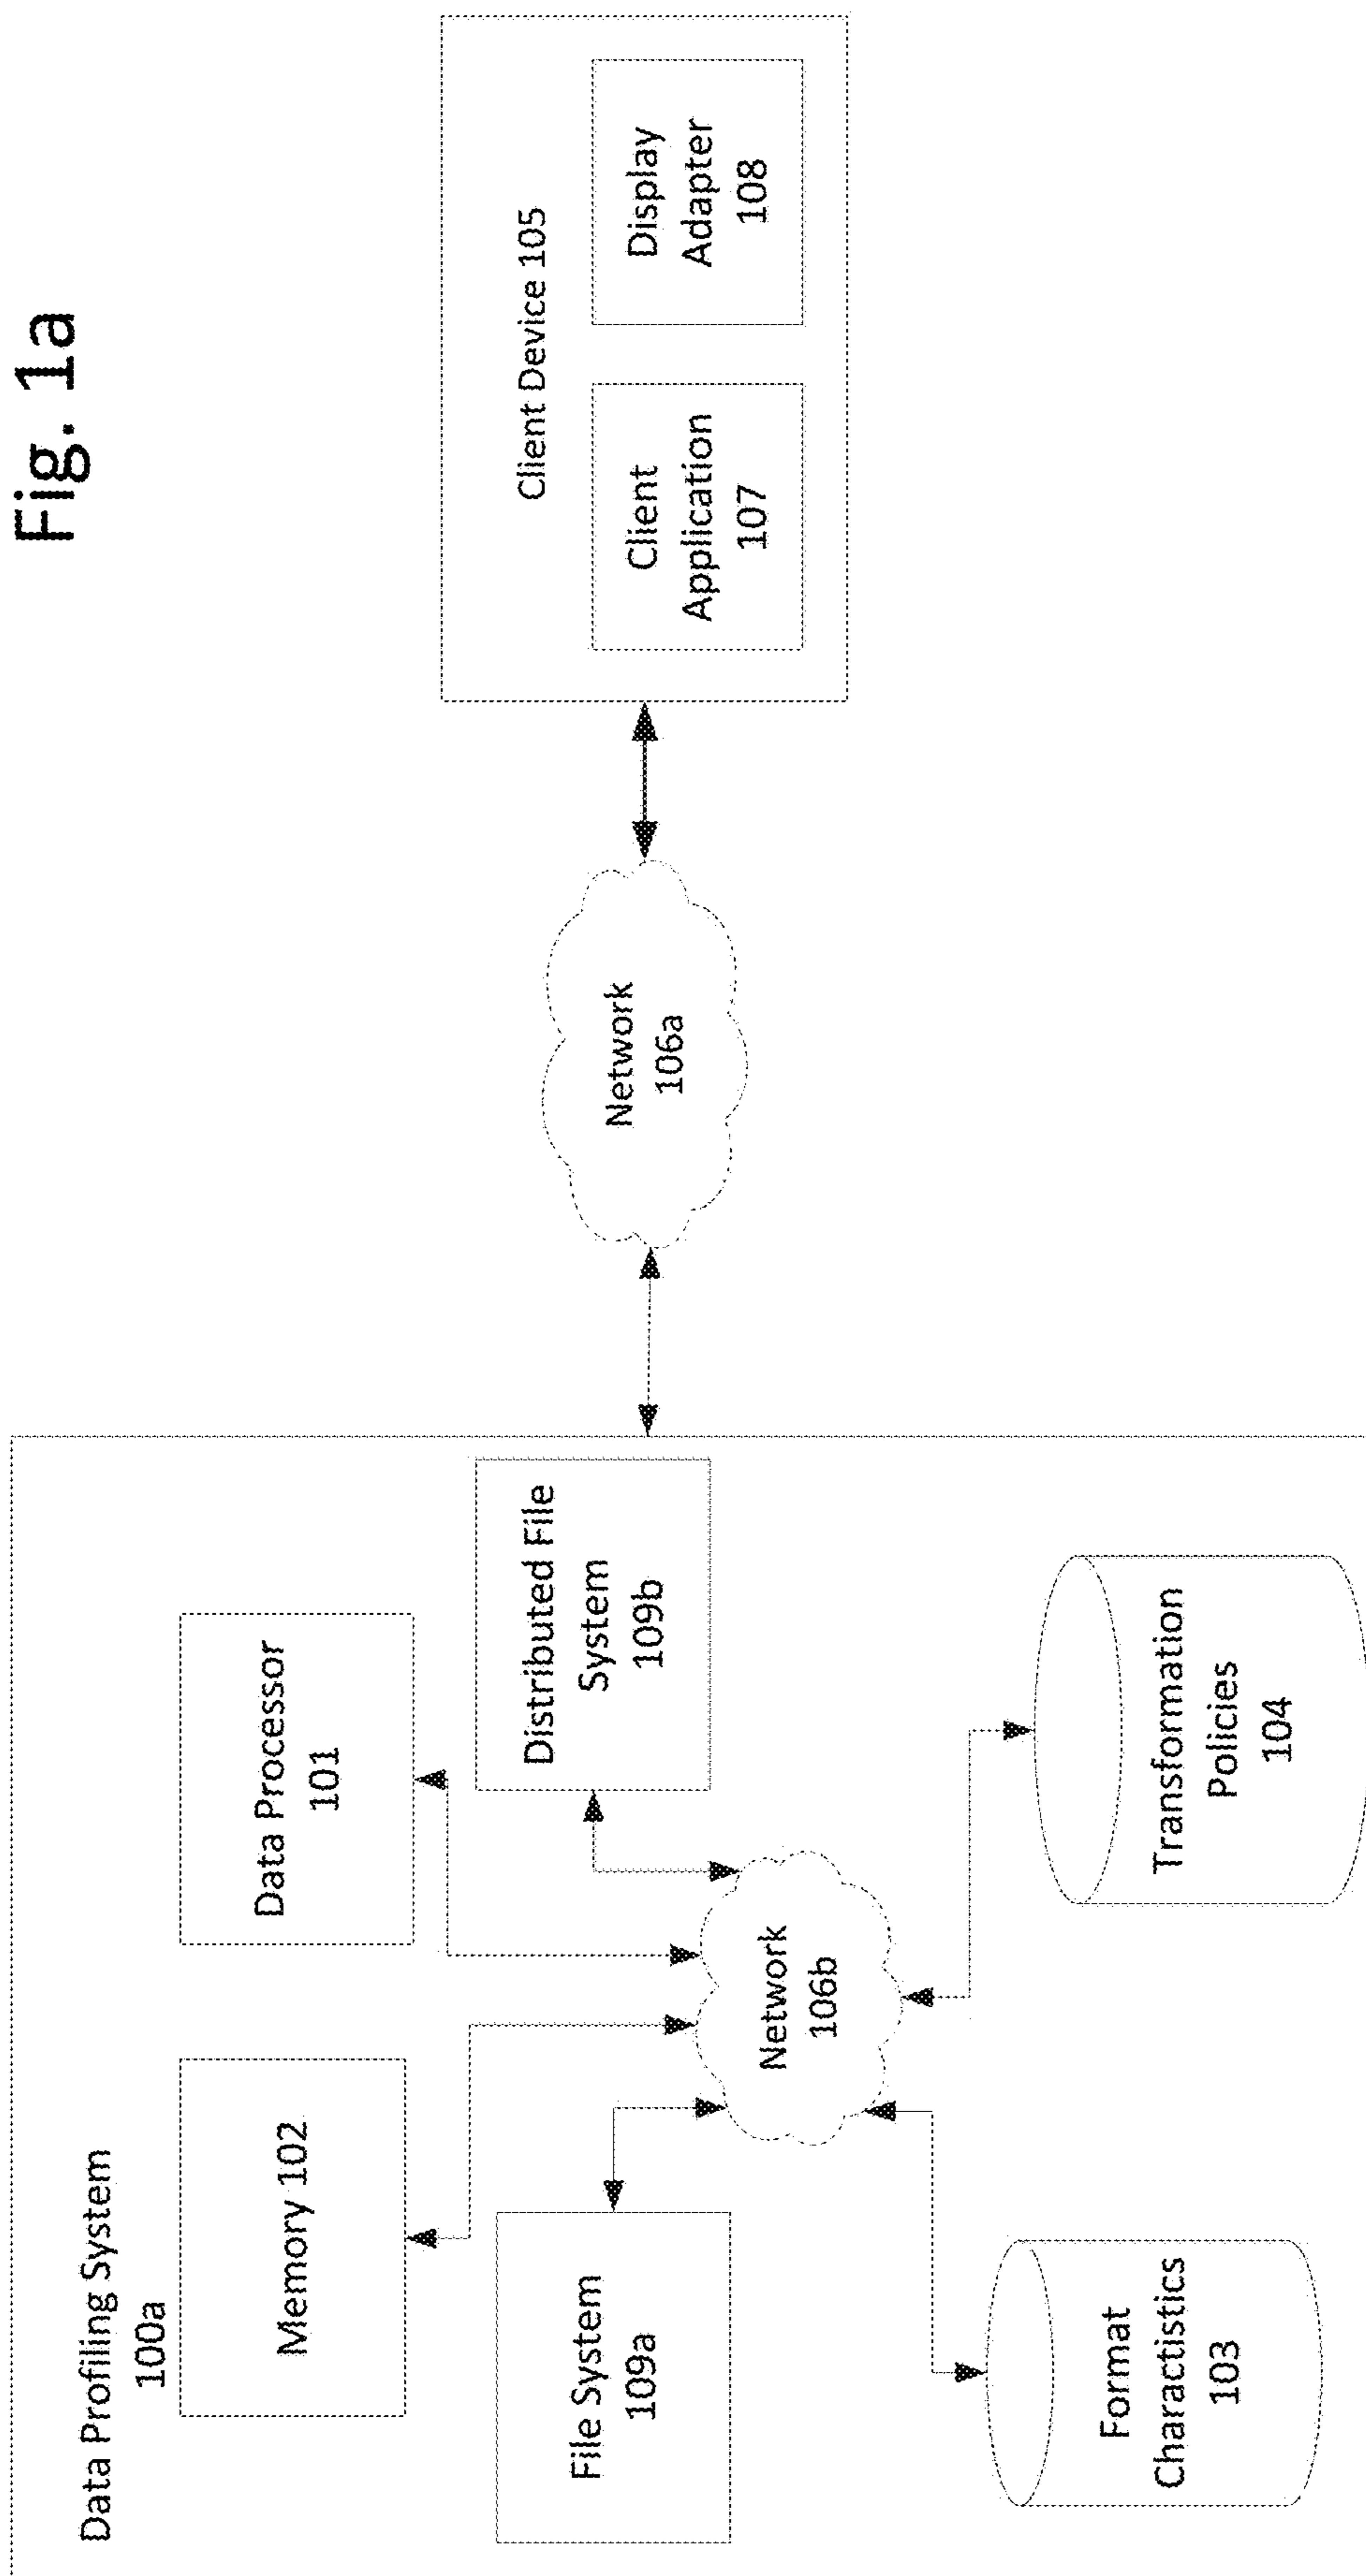 Fig. 1a
Data Profiling System
100a
Memory 102
Data Processor
101
File System
109a
Distributed File
System
109b
Network
106b
Format
Charactistics
103
Transformation
Policies
104
Network
106a
Client Device 105
Client
Application
107
Display
Adapter
108